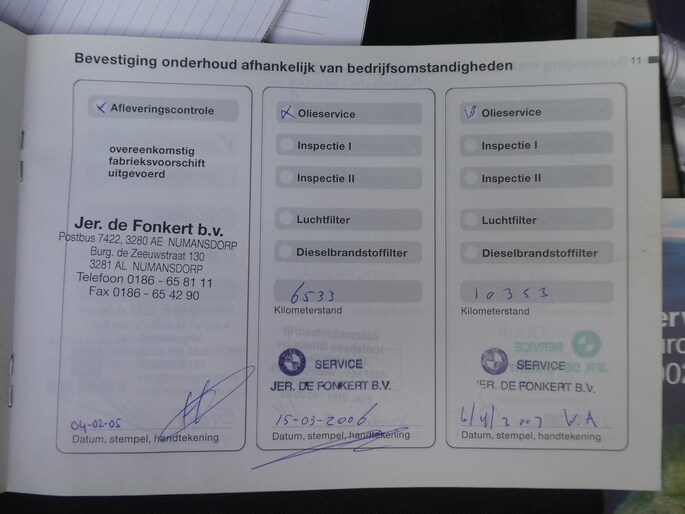 Bevestiging onderhoud afhankelijk van bedrijfsomstandigheden
11
Afleveringscontrole
overeenkomstig
fabrieksvoorschift
uitgevoerd
Jer. de Fonkert b.v.
Postbus 7422, 3280 AE NUMANSDORP
Burg. de Zeeuwstraat 130
3281 AL NUMANSDORP
Telefoon 0186 - 65 81 11
Fax 0186 - 65 42 90
04-02-05
Datum, stempel, handtekening
Olieservice
Inspectie I
Inspectie II
Luchtfilter
Dieselbrandstoffilter
6533
Kilometerstand
SERVICE
JER. DE FONKERT B.V.
15-03-2006
Datum, stempel, handtekening
Olieservice
Inspectie I
Inspectie II
Luchtfilter
Dieselbrandstoffilter
10353
Kilometerstand
SERVICE
JER. DE FONKERT B.V.
V.A
Datum, stempel, handtekening